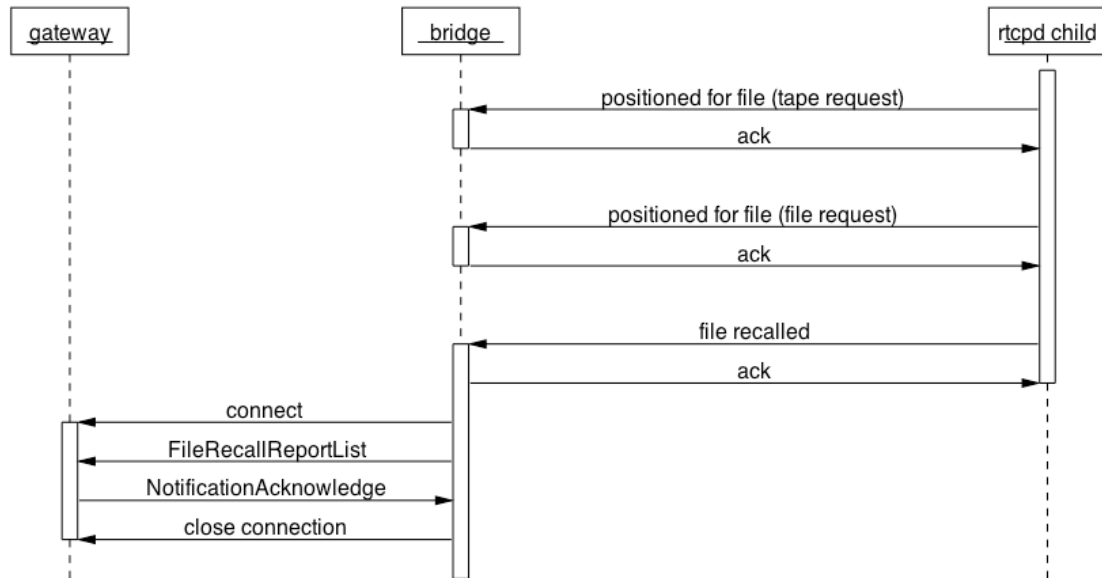 gateway
bridge
rtcpd child
positioned for file (tape request)
ack
positioned for file (file request)
ack
file recalled
ack
connect
FileRecallReportList
NotificationAcknowledge
close connection